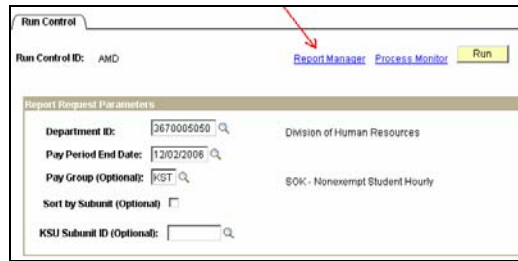 Run Control
Run Control ID: AMD Report Manager Process Monitor Run
Report Request Parameters
Department ID: 3670005050 Division of Human Resources
Pay Period End Date: 12/02/2006
Pay Group (Optional): KST SOK - Nonexempt Student Hourly
Sort by Subunit (Optional)
KSU Subunit ID (Optional):